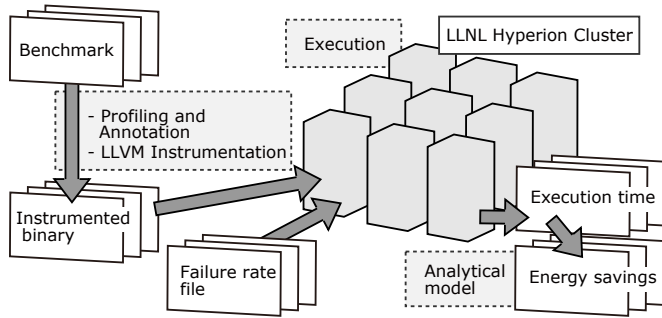 Benchmark
Execution
LLNL Hyperion Cluster
- Profiling and
Annotation
- LLVM Instrumentation
Instrumented
binary
Execution time
Failure rate
file
Analytical
model
Energy savings